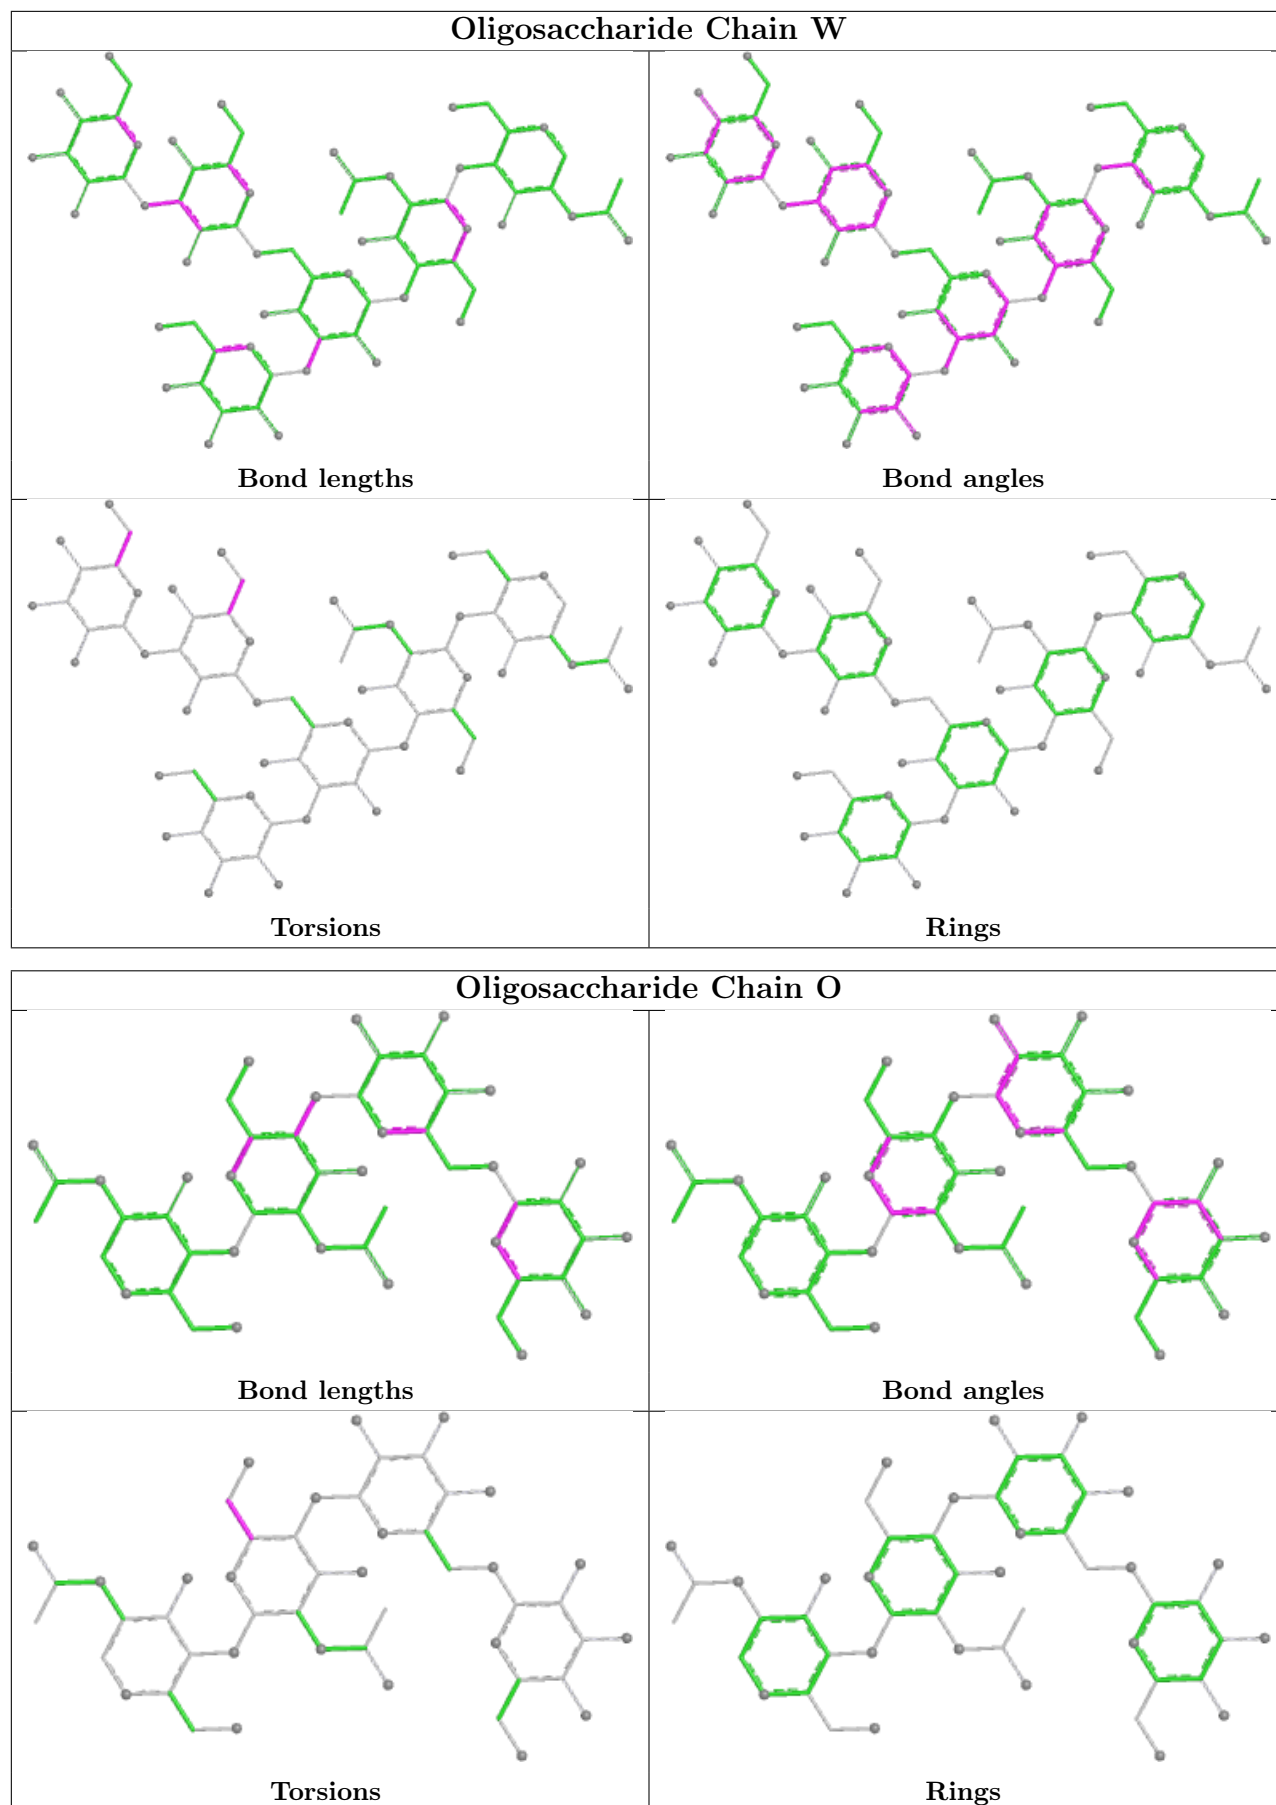 Oligosaccharide Chain W
Bond lengths
Bond angles
Torsions
Rings
Oligosaccharide Chain O
Bond lengths
Bond angles
Torsions
Rings